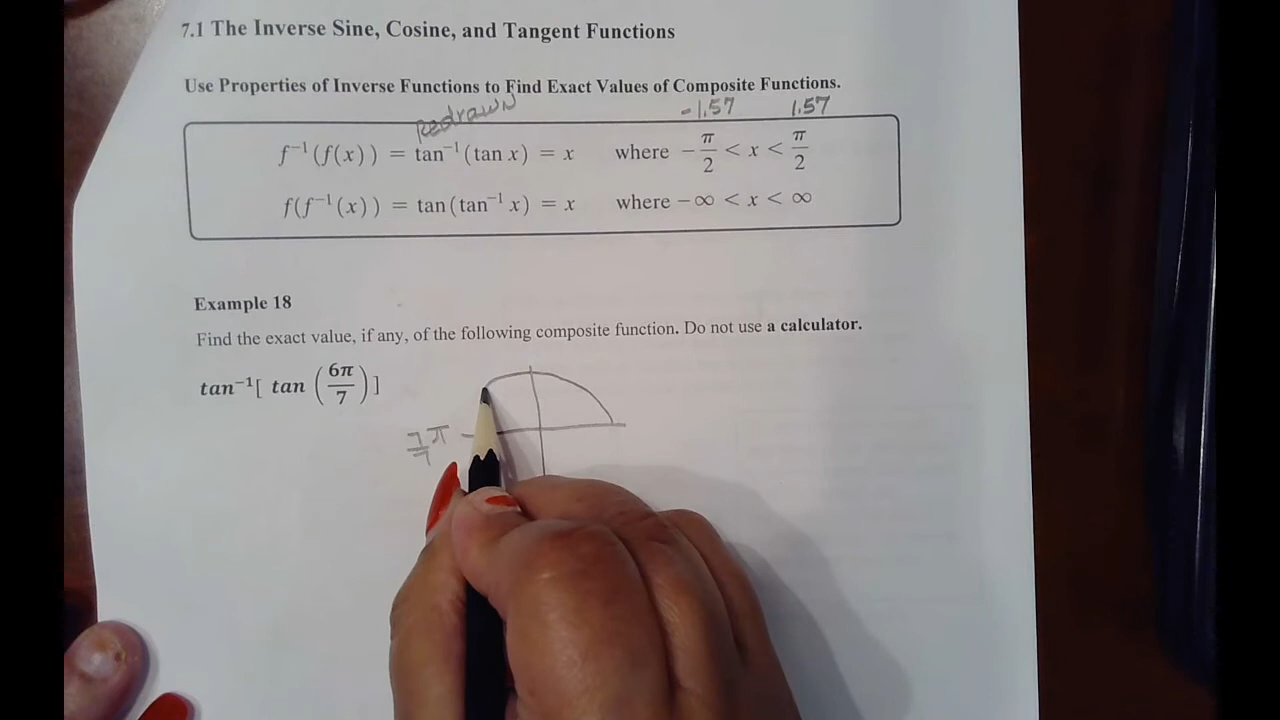 7.1 The Inverse Sine, Cosine, and Tangent Functions
Use Properties of Inverse Functions to Find Exact Values of Composite Functions.
Redrawn -1.57 1.57
f⁻¹(f(x)) = tan⁻¹(tan x) = x where −π/2 < x < π/2
f(f⁻¹(x)) = tan(tan⁻¹ x) = x where −∞ < x < ∞
Example 18
Find the exact value, if any, of the following composite function. Do not use a calculator.
tan⁻¹[ tan (6π/7) ]
7/7 π